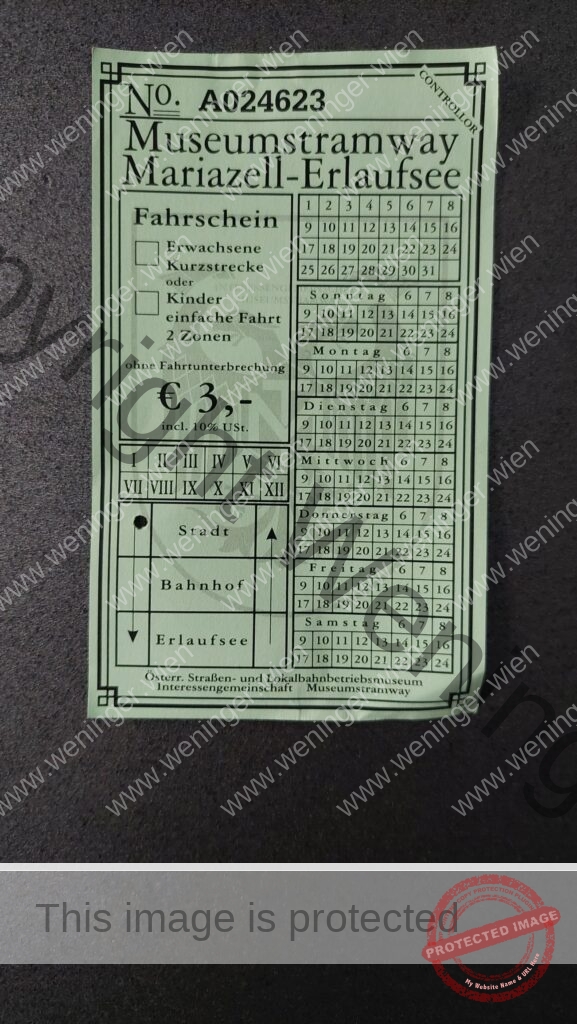 No. A024623
CONTROLLOR
Museumstramway
Mariazell-Erlaufsee
Fahrschein
Erwachsene
Kurzstrecke
oder
Kinder
einfache Fahrt
2 Zonen
ohne Fahrtunterbrechung
€ 3,-
incl. 10% USt.
I II III IV V VI
VII VIII IX X XI XII
Stadt
Bahnhof
Erlaufsee
1 2 3 4 5 6 7 8
9 10 11 12 13 14 15 16
17 18 19 20 21 22 23 24
25 26 27 28 29 30 31
Sonntag 6 7 8
9 10 11 12 13 14 15 16
17 18 19 20 21 22 23 24
Montag 6 7 8
9 10 11 12 13 14 15 16
17 18 19 20 21 22 23 24
Dienstag 6 7 8
9 10 11 12 13 14 15 16
17 18 19 20 21 22 23 24
Mittwoch 6 7 8
9 10 11 12 13 14 15 16
17 18 19 20 21 22 23 24
Donnerstag 6 7 8
9 10 11 12 13 14 15 16
17 18 19 20 21 22 23 24
Freitag 6 7 8
9 10 11 12 13 14 15 16
17 18 19 20 21 22 23 24
Samstag 6 7 8
9 10 11 12 13 14 15 16
17 18 19 20 21 22 23 24
Österr. Straßen- und Lokalbahnbetriebsmuseum
Interessengemeinschaft Museumstramway
www.weninger.wien
This image is protected
PROTECTED IMAGE
My Website Name & URL Here